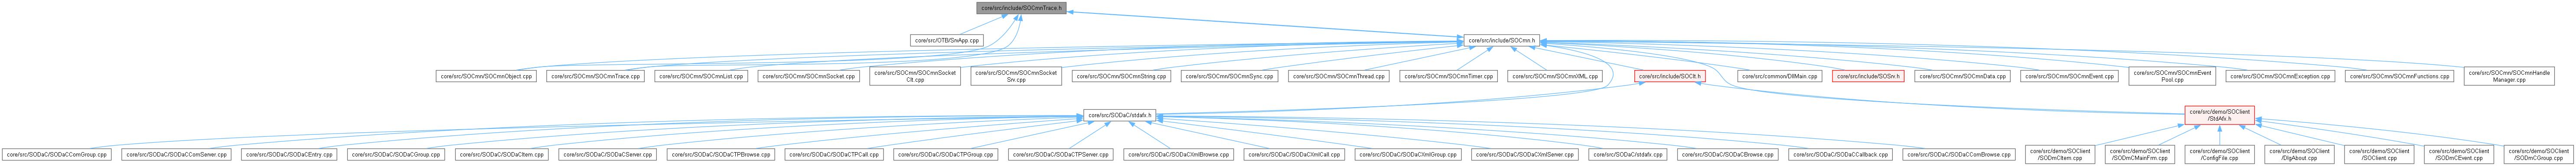 core/src/include/SOCmnTrace.h
core/src/OTB/SrvApp.cpp
core/src/include/SOCmn.h
core/src/SOCmn/SOCmnObject.cpp
core/src/SOCmn/SOCmnTrace.cpp
core/src/SOCmn/SOCmnList.cpp
core/src/SOCmn/SOCmnSocket.cpp
core/src/SOCmn/SOCmnSocket
Clt.cpp
core/src/SOCmn/SOCmnSocket
Srv.cpp
core/src/SOCmn/SOCmnString.cpp
core/src/SOCmn/SOCmnSync.cpp
core/src/SOCmn/SOCmnThread.cpp
core/src/SOCmn/SOCmnTimer.cpp
core/src/SOCmn/SOCmnXML.cpp
core/src/include/SOClt.h
core/src/common/DllMain.cpp
core/src/include/SOSrv.h
core/src/SOCmn/SOCmnData.cpp
core/src/SOCmn/SOCmnEvent.cpp
core/src/SOCmn/SOCmnEvent
Pool.cpp
core/src/SOCmn/SOCmnException.cpp
core/src/SOCmn/SOCmnFunctions.cpp
core/src/SOCmn/SOCmnHandle
Manager.cpp
core/src/SODaC/stdafx.h
core/src/demo/SOClient
/StdAfx.h
core/src/SODaC/SODaCComGroup.cpp
core/src/SODaC/SODaCComServer.cpp
core/src/SODaC/SODaCEntry.cpp
core/src/SODaC/SODaCGroup.cpp
core/src/SODaC/SODaCItem.cpp
core/src/SODaC/SODaCServer.cpp
core/src/SODaC/SODaCTPBrowse.cpp
core/src/SODaC/SODaCTPCall.cpp
core/src/SODaC/SODaCTPGroup.cpp
core/src/SODaC/SODaCTPServer.cpp
core/src/SODaC/SODaCXmlBrowse.cpp
core/src/SODaC/SODaCXmlCall.cpp
core/src/SODaC/SODaCXmlGroup.cpp
core/src/SODaC/SODaCXmlServer.cpp
core/src/SODaC/stdafx.cpp
core/src/SODaC/SODaCBrowse.cpp
core/src/SODaC/SODaCCallback.cpp
core/src/SODaC/SODaCComBrowse.cpp
core/src/demo/SOClient
/SODmCItem.cpp
core/src/demo/SOClient
/SODmCMainFrm.cpp
core/src/demo/SOClient
/ConfigFile.cpp
core/src/demo/SOClient
/DlgAbout.cpp
core/src/demo/SOClient
/SOClient.cpp
core/src/demo/SOClient
/SODmCEvent.cpp
core/src/demo/SOClient
/SODmCGroup.cpp